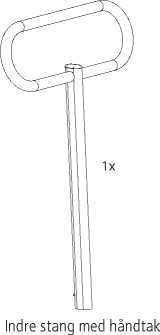 1x
Indre stang med håndtak